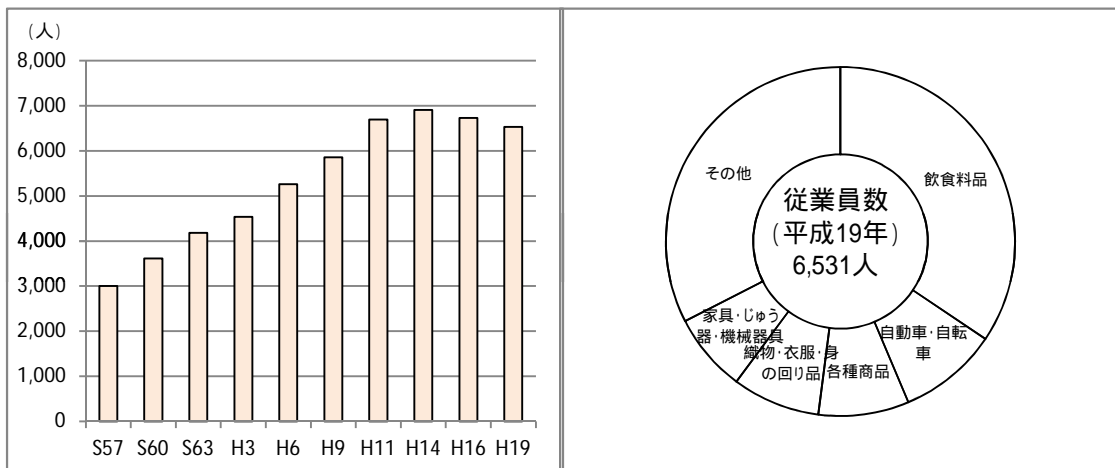 (人)
8,000
7,000
6,000
5,000
4,000
3,000
2,000
1,000
0
S57 S60 S63 H3 H6 H9 H11 H14 H16 H19
その他
飲食料品
従業員数
(平成19年)
6,531人
家具・じゅう
器・機械器具
織物・衣服・身
の回り品
各種商品
自動車・自転
車